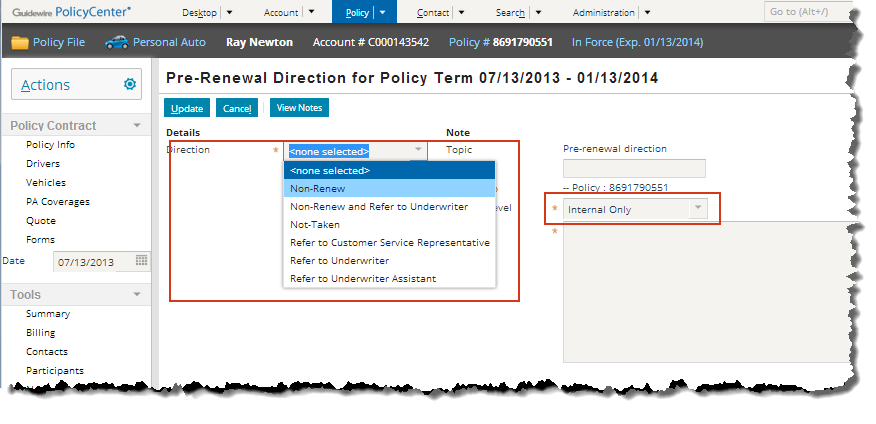 Guidewire PolicyCenter® Desktop Account Policy Contact Search Administration Go to (Alt+/)
Policy File Personal Auto Ray Newton Account # C000143542 Policy # 8691790551 In Force (Exp. 01/13/2014)
Actions
Policy Contract
Policy Info
Drivers
Vehicles
PA Coverages
Quote
Forms
Date 07/13/2013
Tools
Summary
Billing
Contacts
Participants
Pre-Renewal Direction for Policy Term 07/13/2013 - 01/13/2014
Update Cancel View Notes
Details
Direction * <none selected>
<none selected>
Non-Renew
Non-Renew and Refer to Underwriter
Not-Taken
Refer to Customer Service Representative
Refer to Underwriter
Refer to Underwriter Assistant
Note
Topic Pre-renewal direction
-- Policy : 8691790551
* Internal Only
*